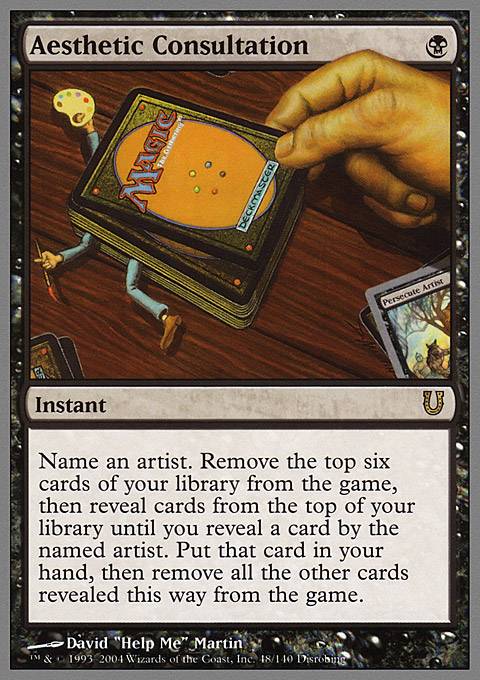 Aesthetic Consultation
MAGIC
The Gathering
DECKMASTER
Persecute Artist
Instant
Name an artist. Remove the top six
cards of your library from the game,
then reveal cards from the top of your
library until you reveal a card by the
named artist. Put that card in your
hand, then remove all the other cards
revealed this way from the game.
David "Help Me" Martin
™ & © 1993–2004 Wizards of the Coast, Inc. 48/140 Disrobing